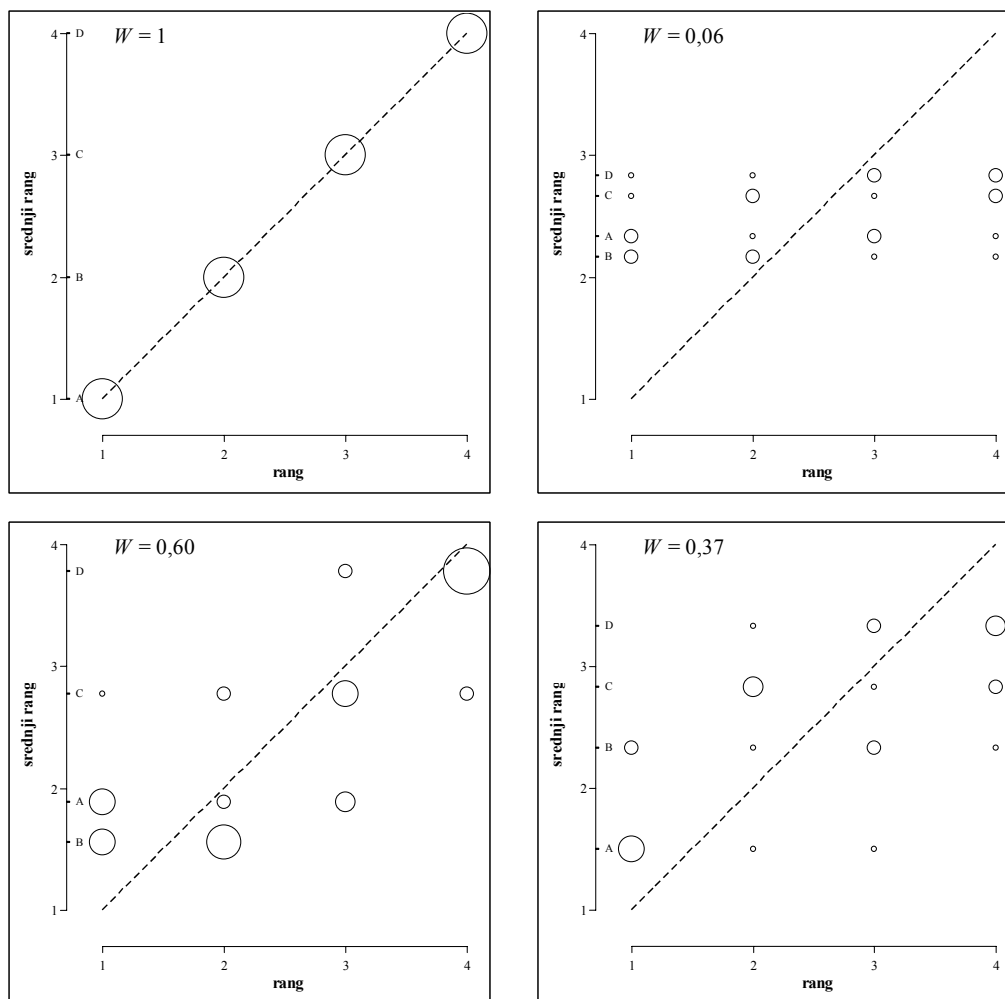 W = 1
4
D
3
C
2
B
1
A
srednji rang
1 2 3 4
rang
W = 0,06
4
3
D
C
A
B
2
1
srednji rang
1 2 3 4
rang
W = 0,60
4
D
3
C
2
A
B
1
srednji rang
1 2 3 4
rang
W = 0,37
4
D
3
C
B
2
A
1
srednji rang
1 2 3 4
rang